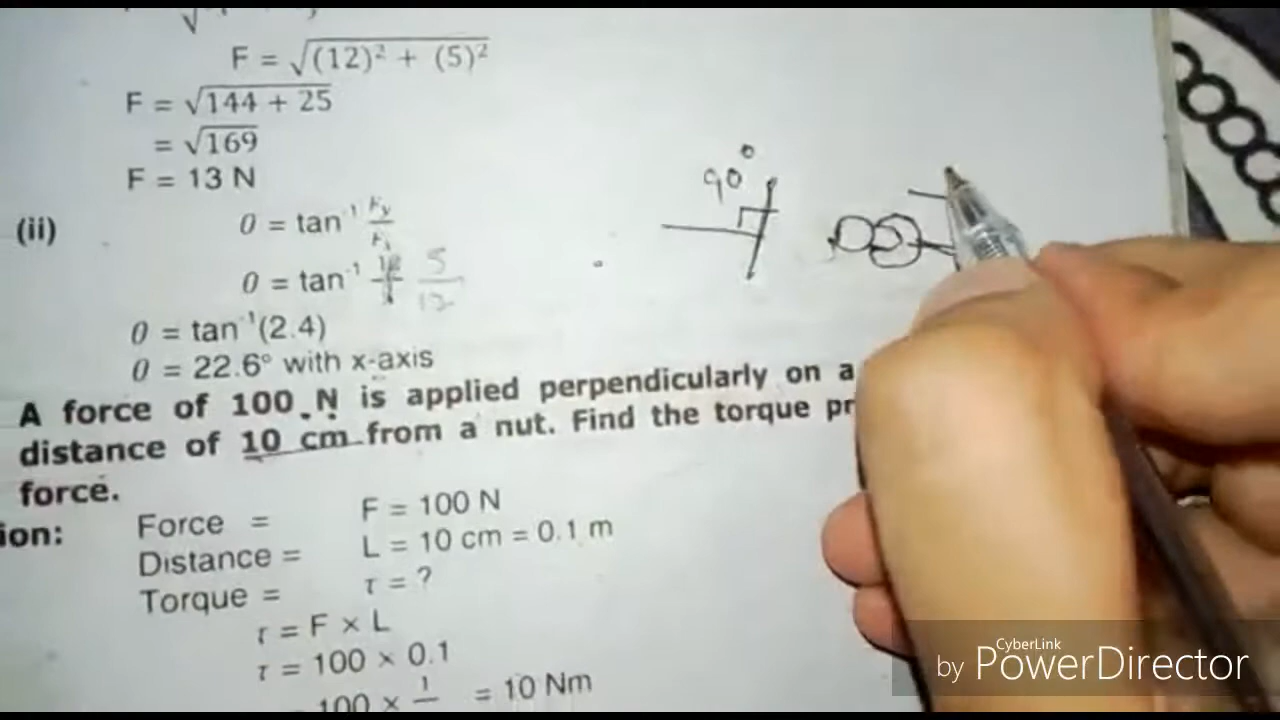 F = √(12)² + (5)²
F = √144 + 25
= √169
F = 13 N
(ii)
θ = tan⁻¹ Fy
θ = tan⁻¹ 5
θ = tan⁻¹(2.4)
θ = 22.6° with x-axis
90°
A force of 100 N is applied perpendicularly on a
distance of 10 cm from a nut. Find the torque pr
force.
ion:
Force = F = 100 N
Distance = L = 10 cm = 0.1 m
Torque = τ = ?
τ = F × L
τ = 100 × 0.1
100 × 1 = 10 Nm
CyberLink
by PowerDirector